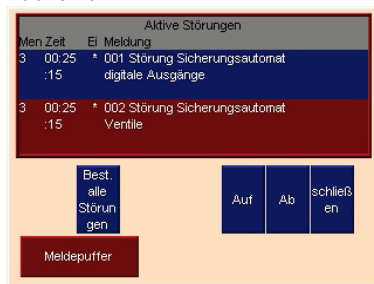 Aktive Störungen
Men Zeit Ei Meldung
3 00:25 * 001 Störung Sicherungsautomat
:15 digitale Ausgänge
3 00:25 * 002 Störung Sicherungsautomat
:15 Ventile
Best.
alle
Störun
gen
Auf
Ab
schließ
en
Meldepuffer